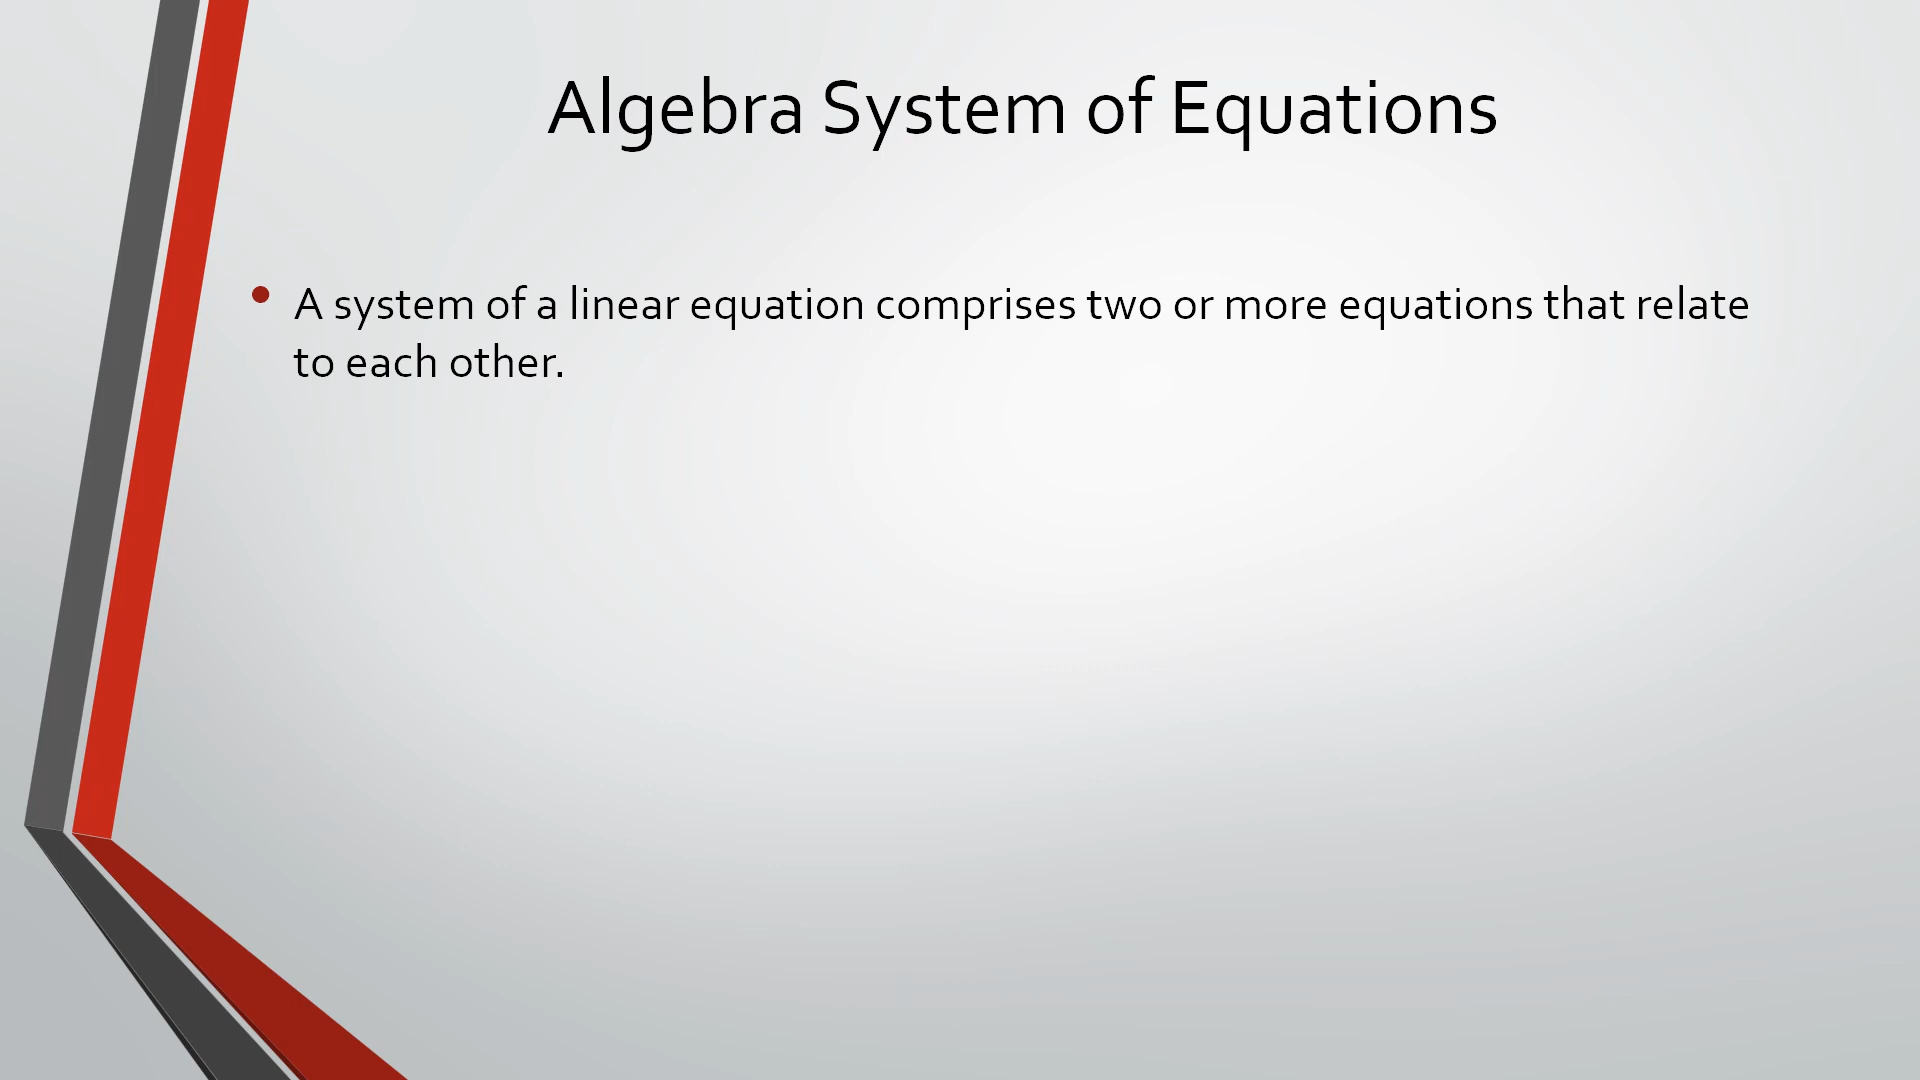 Algebra System of Equations
• A system of a linear equation comprises two or more equations that relate
to each other.